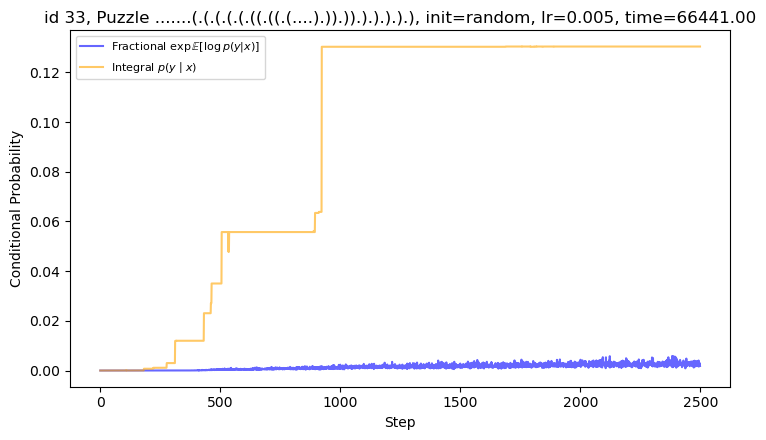 id 33, Puzzle .......(.(.(.(.(.((.((.(....).)).)).).).).).).), init=random, lr=0.005, time=66441.00
Fractional exp𝔼[log p(y|x)]
Integral p(y | x)
Conditional Probability
0.12
0.10
0.08
0.06
0.04
0.02
0.00
0
500
1000
1500
2000
2500
Step